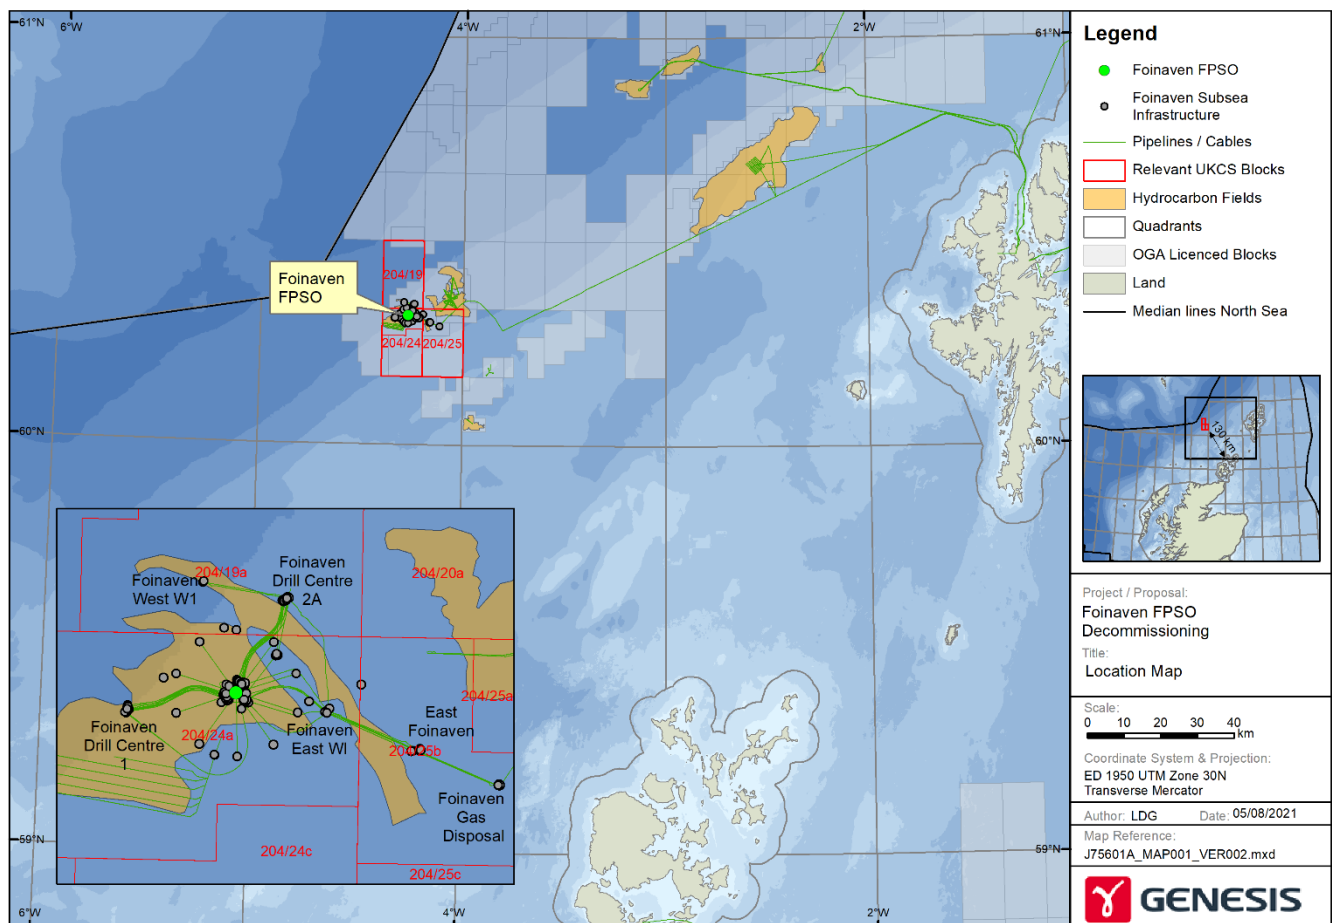 61°N
6°W
4°W
2°W
61°N
204/19
Foinaven
FPSO
204/24
204/25
60°N
60°N
Foinaven
West W1
204/19a
Foinaven
Drill Centre
2A
204/20a
204/25a
Foinaven
Drill Centre
1
204/24a
Foinaven
East WI
East
Foinaven
Foinaven
Gas
Disposal
204/24c
204/25c
59°N
59°N
6°W
4°W
2°W
Legend
Foinaven FPSO
Foinaven Subsea
Infrastructure
Pipelines / Cables
Relevant UKCS Blocks
Hydrocarbon Fields
Quadrants
OGA Licenced Blocks
Land
Median lines North Sea
130 km
Project / Proposal:
Foinaven FPSO
Decommissioning
Title:
Location Map
Scale:
0 10 20 30 40
km
Coordinate System & Projection:
ED 1950 UTM Zone 30N
Transverse Mercator
Author: LDG Date: 05/08/2021
Map Reference:
J75601A_MAP001_VER002.mxd
GENESIS